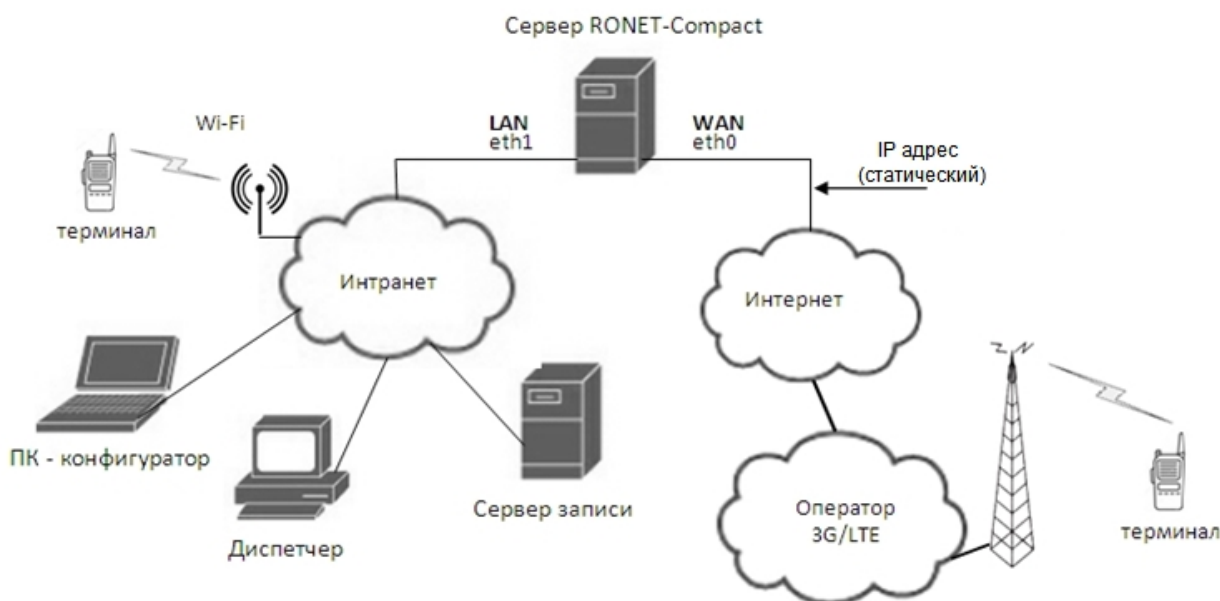 Сервер RONET-Compact
Wi-Fi
LAN
eth1
WAN
eth0
IP адрес
(статический)
терминал
Интранет
Интернет
ПК - конфигуратор
Диспетчер
Сервер записи
Оператор
3G/LTE
терминал